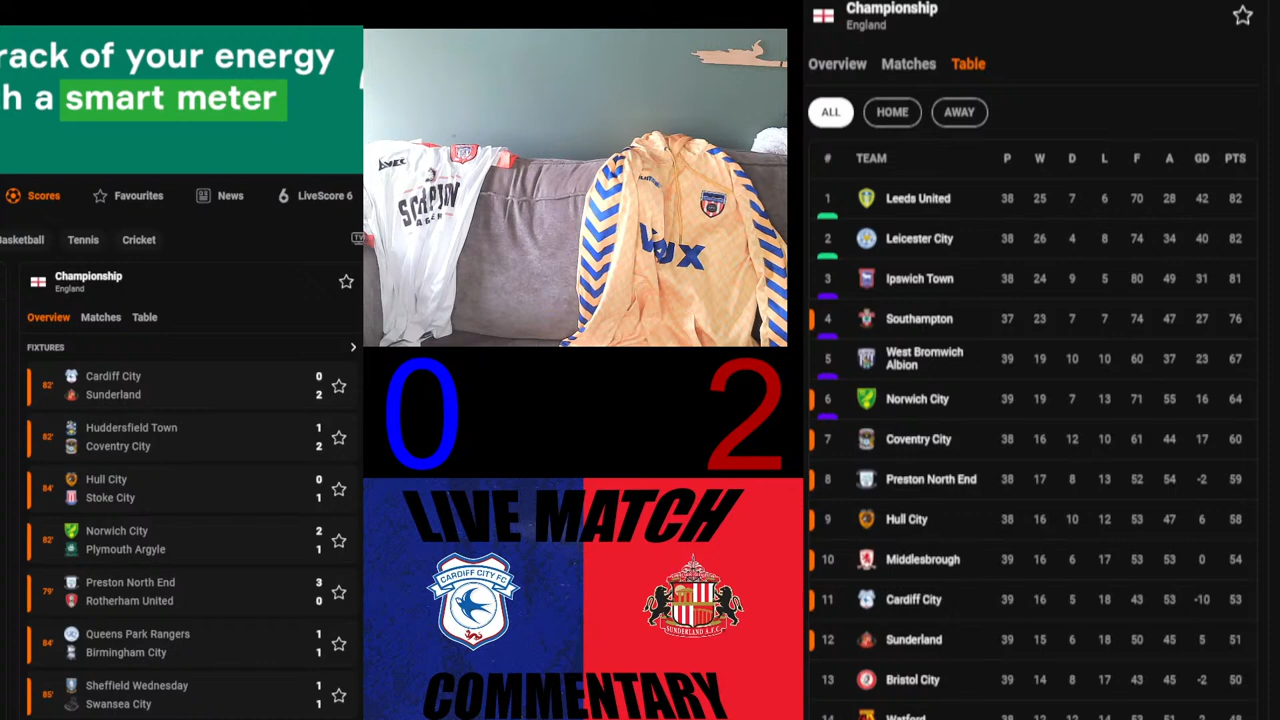 rack of your energy
h a smart meter
Scores Favourites News 6 LiveScore 6
Basketball Tennis Cricket TV
Championship
England
Overview Matches Table
FIXTURES
82' Cardiff City 0
Sunderland 2
82' Huddersfield Town 1
Coventry City 2
84' Hull City 0
Stoke City 1
82' Norwich City 2
Plymouth Argyle 1
79' Preston North End 3
Rotherham United 0
84' Queens Park Rangers 1
Birmingham City 1
85' Sheffield Wednesday 1
Swansea City 1
VUX
0 2
LIVE MATCH
CARDIFF CITY FC
SUNDERLAND A.F.C
COMMENTARY
Championship
England
Overview Matches Table
ALL HOME AWAY
# TEAM P W D L F A GD PTS
1 Leeds United 38 25 7 6 70 28 42 82
2 Leicester City 38 26 4 8 74 34 40 82
3 Ipswich Town 38 24 9 5 80 49 31 81
4 Southampton 37 23 7 7 74 47 27 76
5 West Bromwich Albion 39 19 10 10 60 37 23 67
6 Norwich City 39 19 7 13 71 55 16 64
7 Coventry City 38 16 12 10 61 44 17 60
8 Preston North End 38 17 8 13 52 54 -2 59
9 Hull City 38 16 10 12 53 47 6 58
10 Middlesbrough 39 16 6 17 53 53 0 54
11 Cardiff City 39 16 5 18 43 53 -10 53
12 Sunderland 39 15 6 18 50 45 5 51
13 Bristol City 39 14 8 17 43 45 -2 50